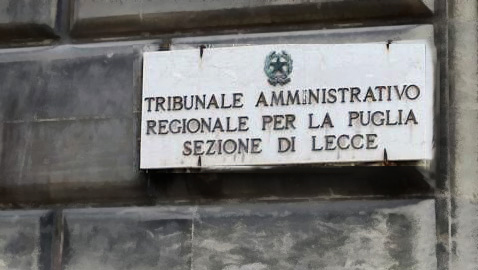 TRIBUNALE AMMINISTRATIVO
REGIONALE PER LA PUGLIA
SEZIONE DI LECCE